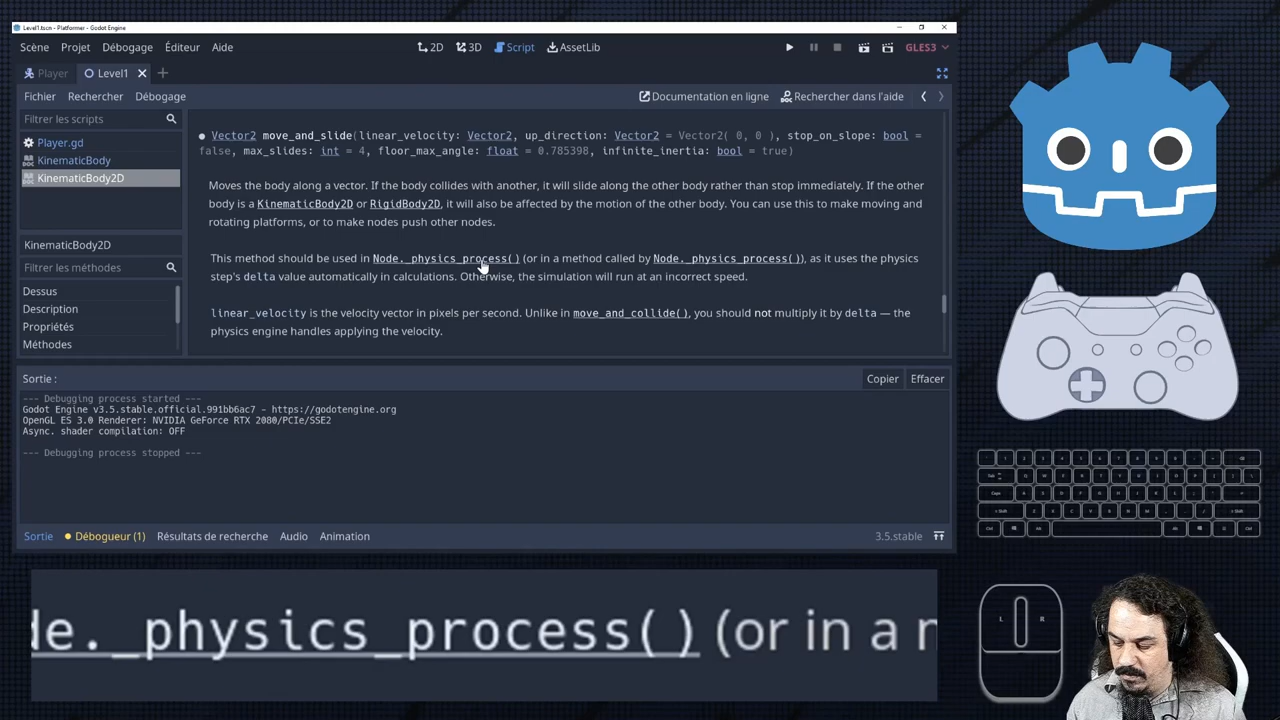 Level1.tscn - Platformer - Godot Engine
Scène Projet Débogage Éditeur Aide
2D 3D Script AssetLib
GLES3
Player Level1
Fichier Rechercher Débogage
Documentation en ligne Rechercher dans l'aide
Filtrer les scripts
Player.gd
KinematicBody
KinematicBody2D
KinematicBody2D
Filtrer les méthodes
Dessus
Description
Propriétés
Méthodes
Vector2 move_and_slide(linear_velocity: Vector2, up_direction: Vector2 = Vector2( 0, 0 ), stop_on_slope: bool =
false, max_slides: int = 4, floor_max_angle: float = 0.785398, infinite_inertia: bool = true)
Moves the body along a vector. If the body collides with another, it will slide along the other body rather than stop immediately. If the other
body is a KinematicBody2D or RigidBody2D, it will also be affected by the motion of the other body. You can use this to make moving and
rotating platforms, or to make nodes push other nodes.
This method should be used in Node._physics_process() (or in a method called by Node._physics_process()), as it uses the physics
step's delta value automatically in calculations. Otherwise, the simulation will run at an incorrect speed.
linear_velocity is the velocity vector in pixels per second. Unlike in move_and_collide(), you should not multiply it by delta — the
physics engine handles applying the velocity.
Sortie :
Copier Effacer
--- Debugging process started ---
Godot Engine v3.5.stable.official.991bb6ac7 - https://godotengine.org
OpenGL ES 3.0 Renderer: NVIDIA GeForce RTX 2080/PCIe/SSE2
Async. shader compilation: OFF
--- Debugging process stopped ---
Sortie Débogueur (1) Résultats de recherche Audio Animation
3.5.stable
de._physics_process() (or in a
L R